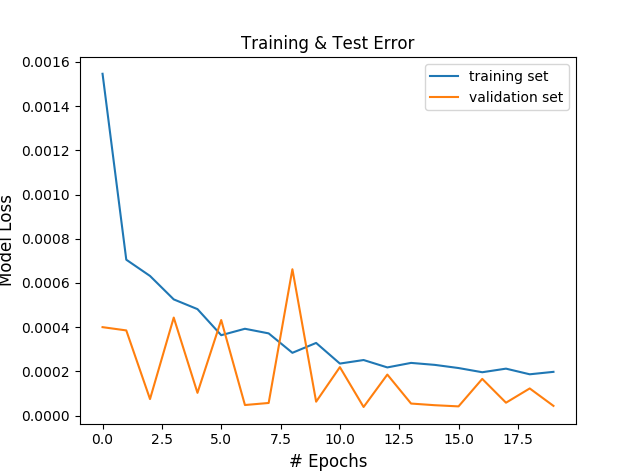 Training & Test Error
training set
validation set
0.0016
0.0014
0.0012
0.0010
0.0008
0.0006
0.0004
0.0002
0.0000
Model Loss
0.0 2.5 5.0 7.5 10.0 12.5 15.0 17.5
# Epochs